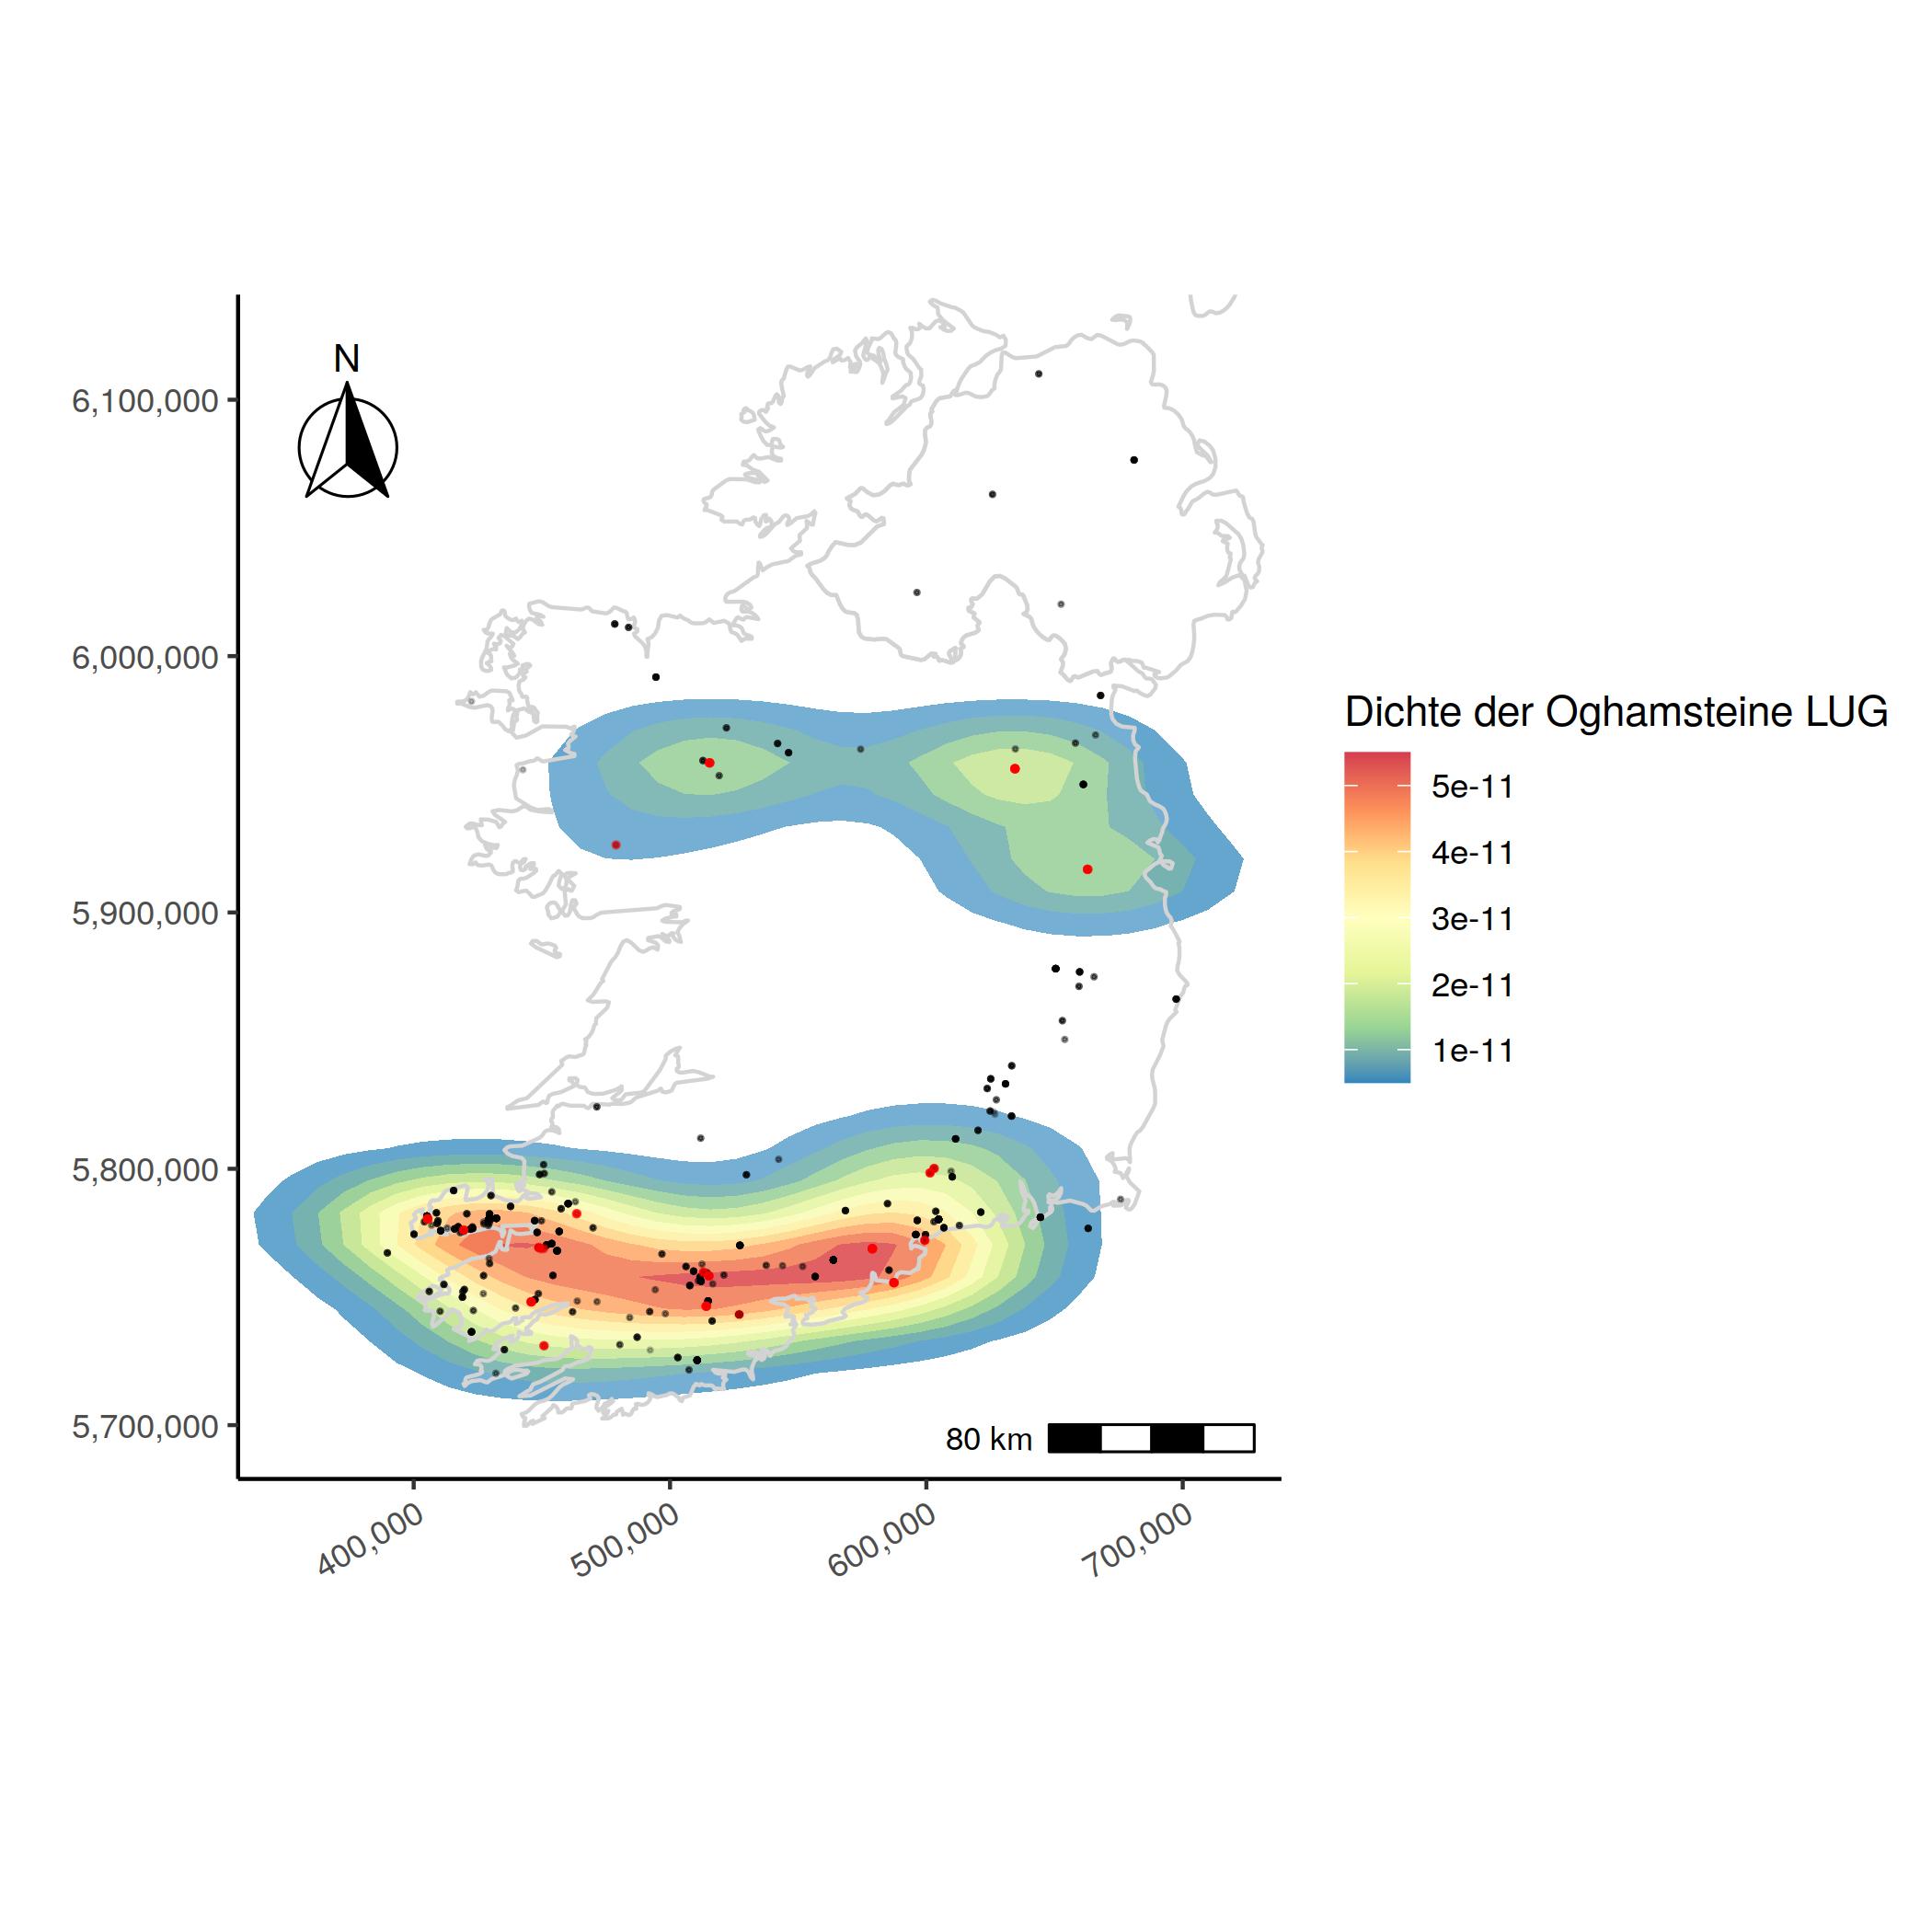 N
6,100,000
6,000,000
5,900,000
5,800,000
5,700,000
80 km
400,000
500,000
600,000
700,000
Dichte der Oghamsteine LUG
5e-11
4e-11
3e-11
2e-11
1e-11